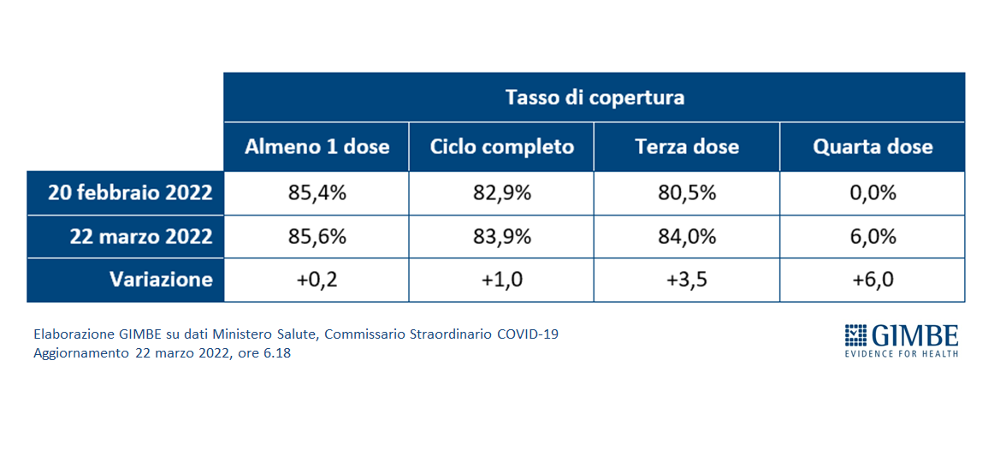 Tasso di copertura
Almeno 1 dose Ciclo completo Terza dose Quarta dose
20 febbraio 2022 85,4% 82,9% 80,5% 0,0%
22 marzo 2022 85,6% 83,9% 84,0% 6,0%
Variazione +0,2 +1,0 +3,5 +6,0
Elaborazione GIMBE su dati Ministero Salute, Commissario Straordinario COVID-19
Aggiornamento 22 marzo 2022, ore 6.18
GIMBE
EVIDENCE FOR HEALTH